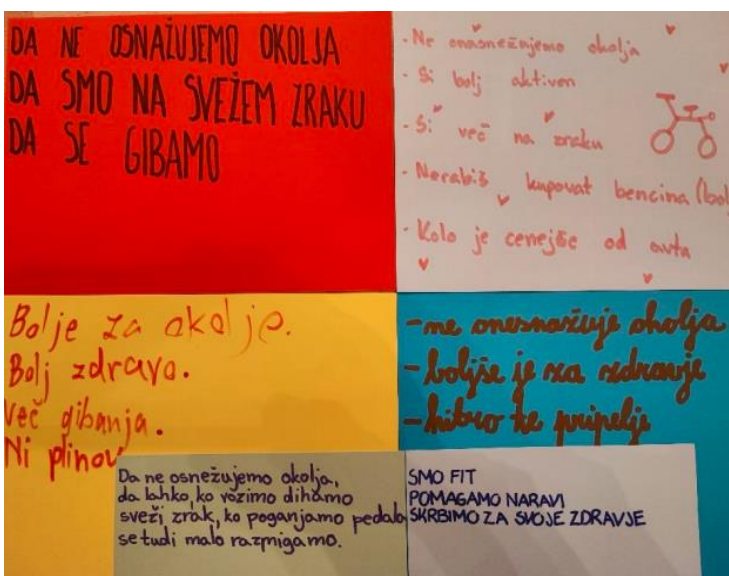 DA NE OSNAŽUJEMO OKOLJA
DA SMO NA SVEŽEM ZRAKU
DA SE GIBAMO
- Ne onasnežnjemo okolja
- Si bolj aktiven
- Si več na zraku
- Nerabiš kupovat bencina (bolj
- Kolo je cenejše od avta
Bolje za okolje.
Bolj zdravo.
Več gibanja.
Ni plinov
-ne onesnažuje okolja
-boljše je za zdravje
-hitro te pripelje
Da ne osnežujemo okolja,
da lahko, ko vozimo dihamo
sveži zrak, ko poganjamo pedala
se tudi malo razmigamo.
SMO FIT
POMAGAMO NARAVI
SKRBIMO ZA SVOJE ZDRAVJE